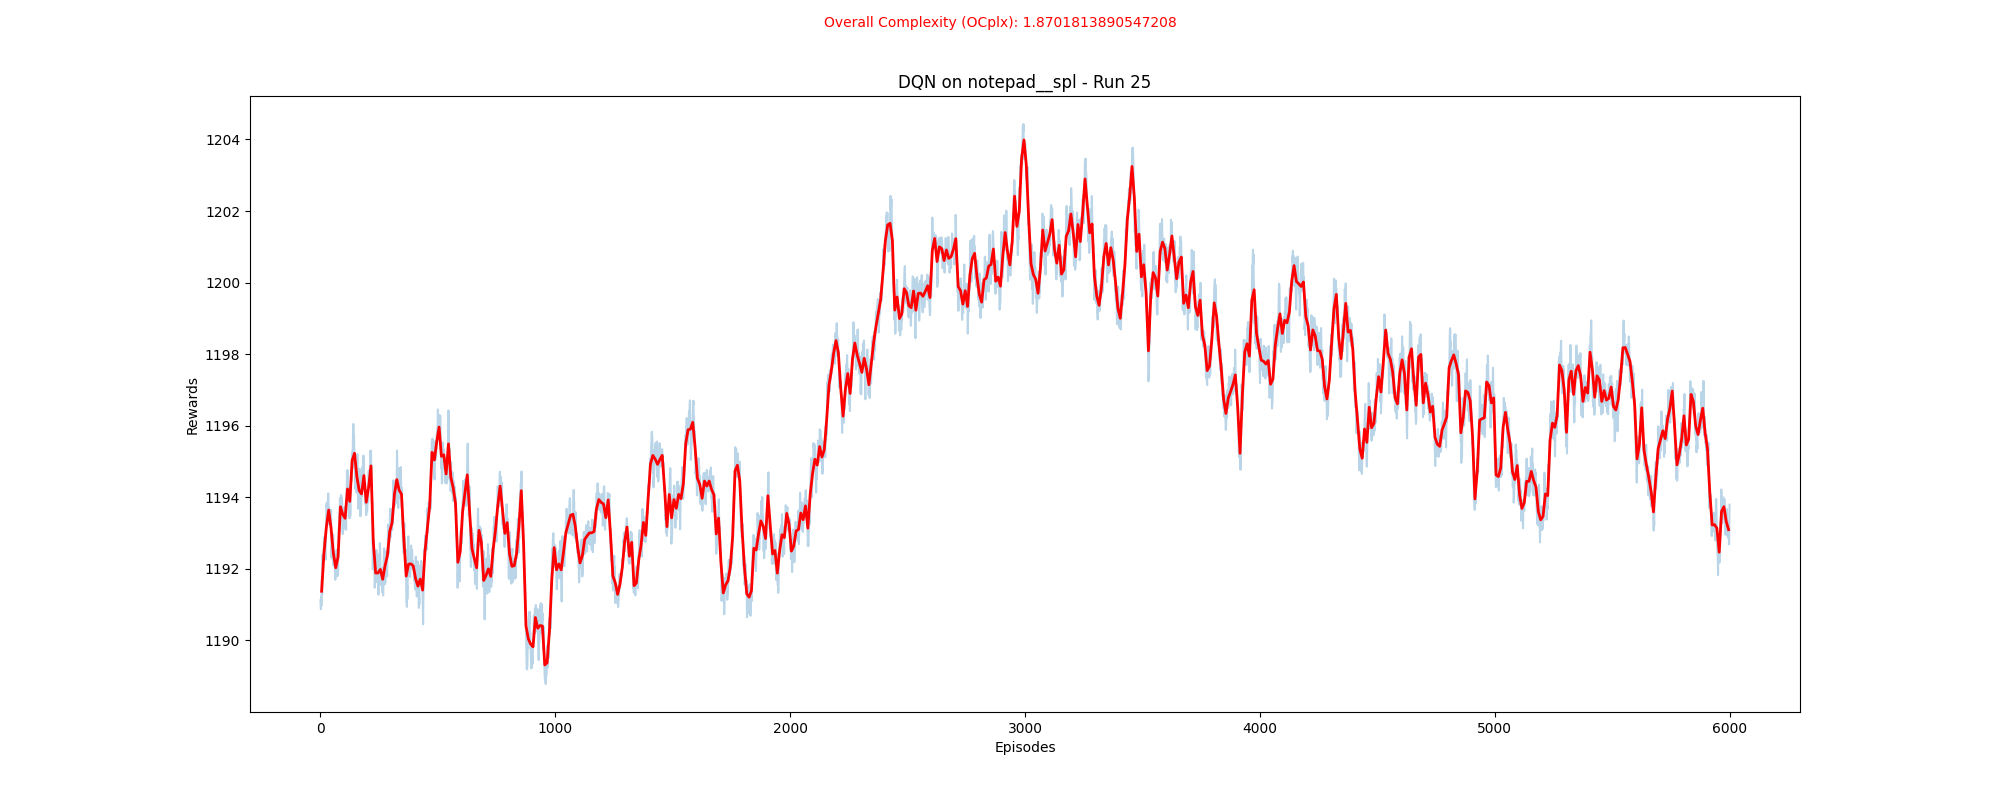 Overall Complexity (OCplx): 1.8701813890547208
DQN on notepad__spl - Run 25
1204
1202
1200
1198
1196
1194
1192
1190
Rewards
0 1000 2000 3000 4000 5000 6000
Episodes